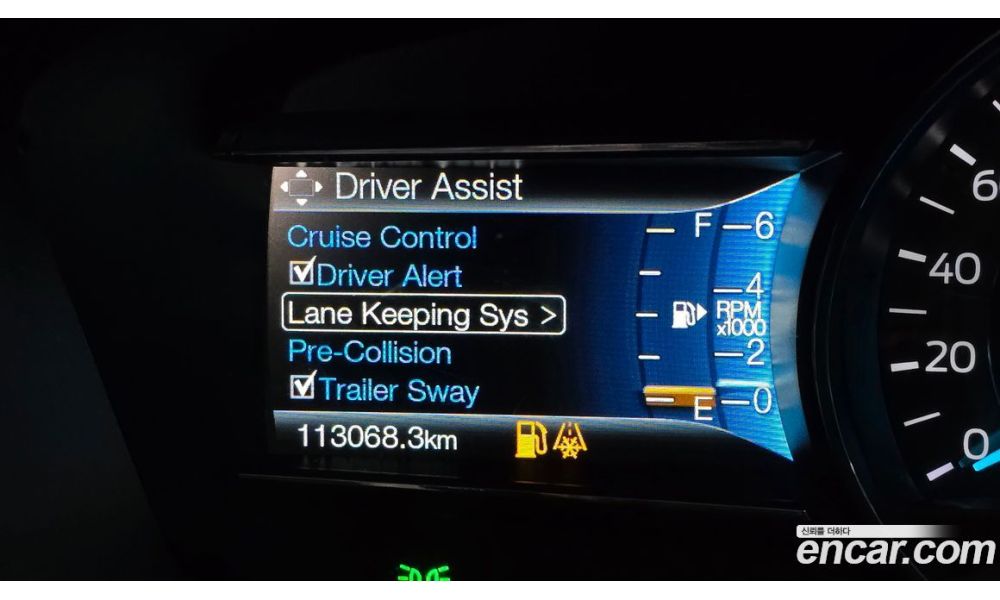 Driver Assist
Cruise Control
Driver Alert
Lane Keeping Sys >
Pre-Collision
Trailer Sway
113068.3km
F
E
6
4
RPM
x1000
2
0
6
40
20
0
신뢰를 더하다
encar.com